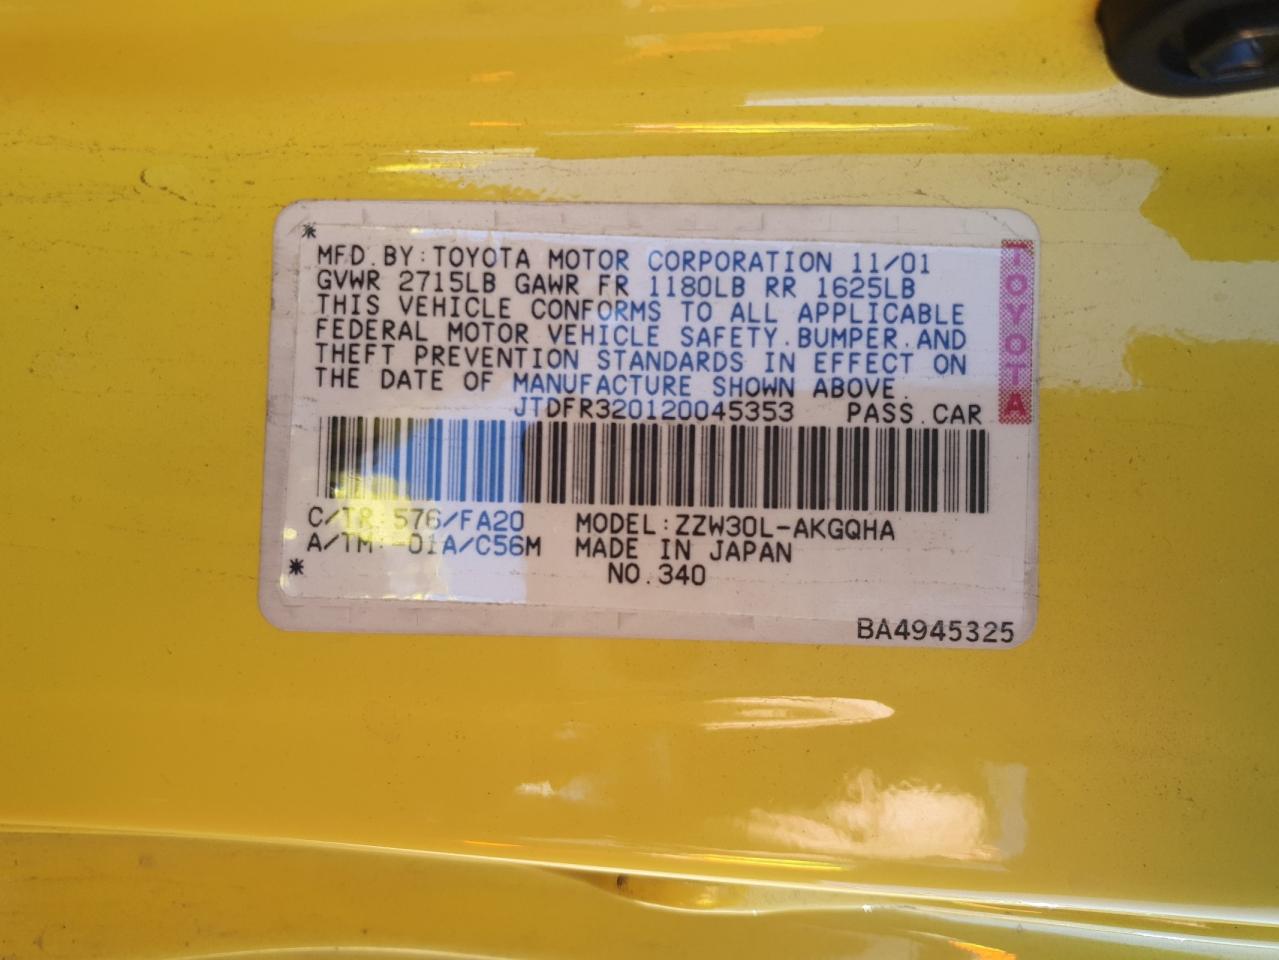 MFD.BY:TOYOTA MOTOR CORPORATION 11/01
GVWR 2715LB GAWR FR 1180LB RR 1625LB
THIS VEHICLE CONFORMS TO ALL APPLICABLE
FEDERAL MOTOR VEHICLE SAFETY.BUMPER.AND
THEFT PREVENTION STANDARDS IN EFFECT ON
THE DATE OF MANUFACTURE SHOWN ABOVE.
JTDFR320120045353 PASS.CAR
TOYOTA
C/TR:576/FA20 MODEL:ZZW30L-AKGQHA
A/TM:-01A/C56M MADE IN JAPAN
NO.340
BA4945325